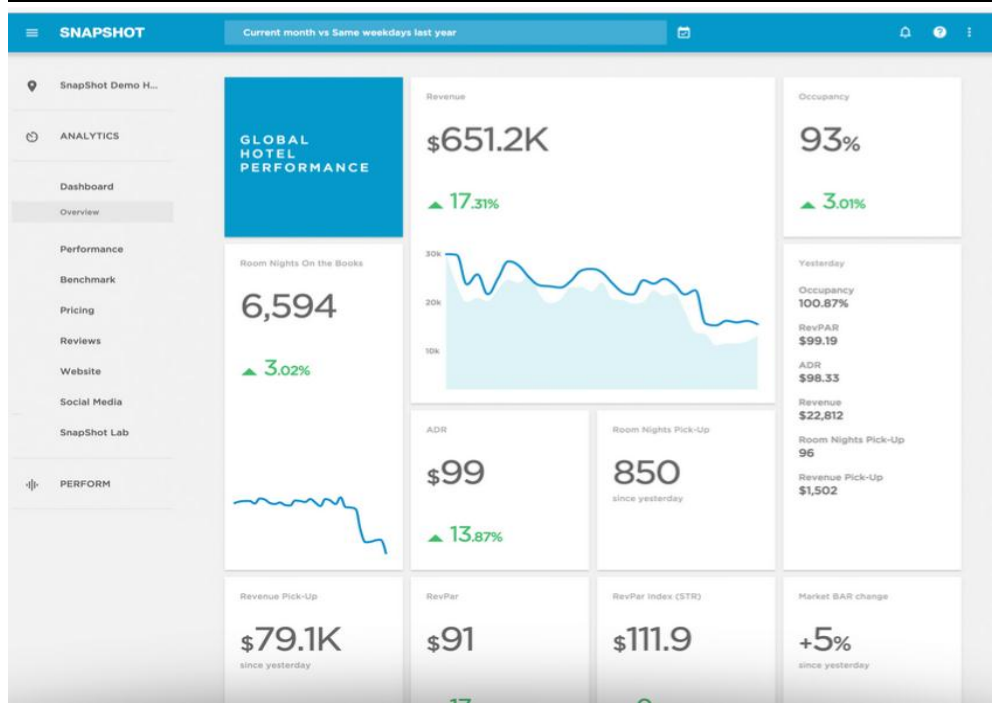 SNAPSHOT
Current month vs Same weekdays last year
SnapShot Demo H...
ANALYTICS
Dashboard
Overview
Performance
Benchmark
Pricing
Reviews
Website
Social Media
SnapShot Lab
PERFORM
GLOBAL
HOTEL
PERFORMANCE
Revenue
$651.2K
17.31%
30k
20k
10k
Occupancy
93%
3.01%
Room Nights On the Books
6,594
3.02%
Yesterday
Occupancy
100.87%
RevPAR
$99.19
ADR
$98.33
Revenue
$22,812
Room Nights Pick-Up
96
Revenue Pick-Up
$1,502
ADR
$99
13.87%
Room Nights Pick-Up
850
since yesterday
Revenue Pick-Up
$79.1K
since yesterday
RevPar
$91
RevPar Index (STR)
$111.9
Market BAR change
+5%
since yesterday